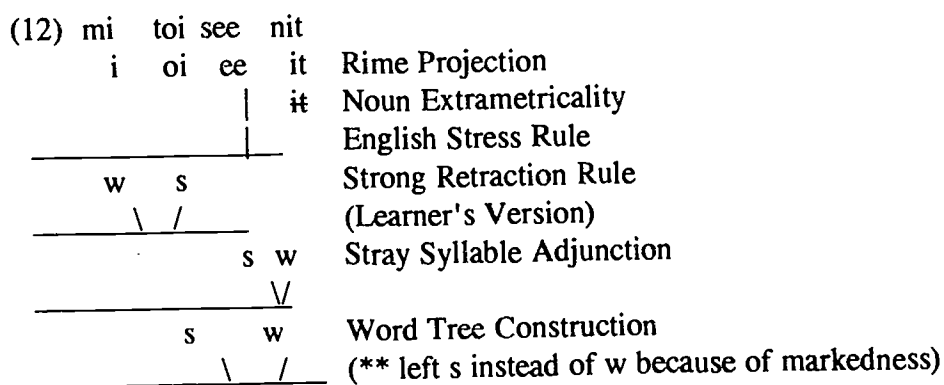 (12) mi toi see nit
i oi ee it Rime Projection
it Noun Extrametricality
English Stress Rule
w s Strong Retraction Rule
(Learner's Version)
s w Stray Syllable Adjunction
s w Word Tree Construction
(** left s instead of w because of markedness)